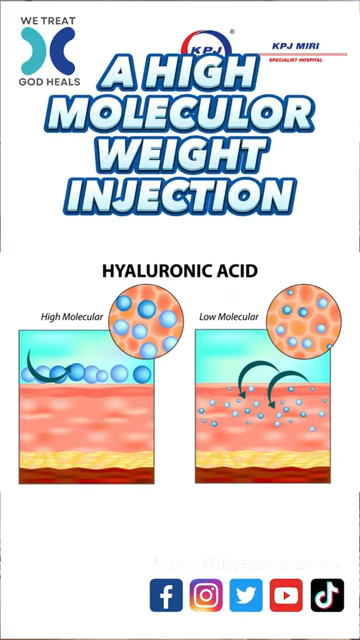 WE TREAT
GOD HEALS
KPJ
®
KPJ MIRI
SPECIALIST HOSPITAL
A HIGH
MOLECULOR
WEIGHT
INJECTION
HYALURONIC ACID
High Molecular
Low Molecular